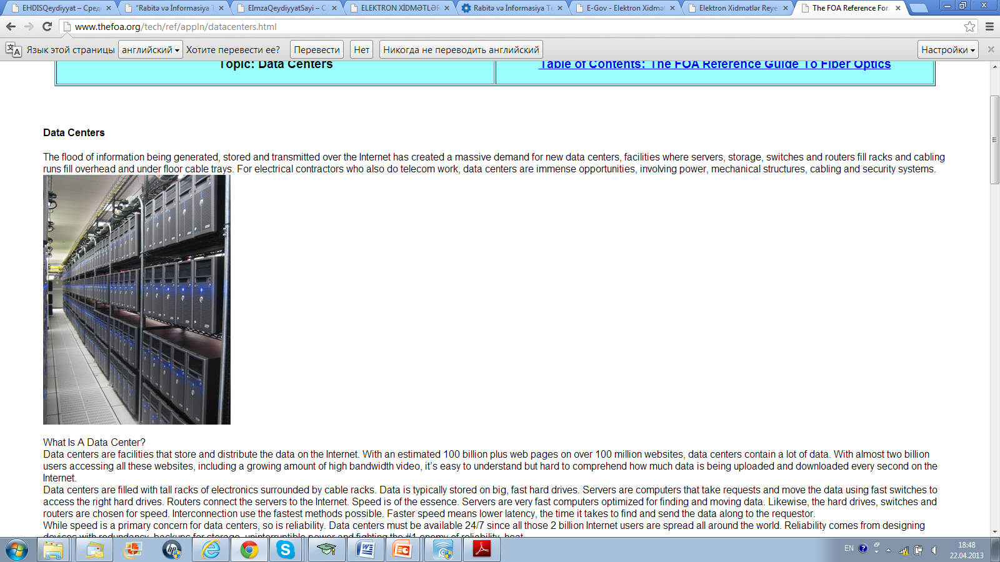 EHDISQeydiyyat – Сред
“Rabitə və İnformasiya T
EImzaQeydiyyatSayi – С
ELEKTRON XİDMƏTLƏR
Rabitə və İnformasiya Te
E-Gov - Elektron Xidmət
Elektron Xidmətlər Reye
The FOA Reference For
www.thefoa.org/tech/ref/appln/datacenters.html
Язык этой страницы английский Хотите перевести ее? Перевести Нет Никогда не переводить английский Настройки
Topic: Data Centers
Table of Contents: The FOA Reference Guide To Fiber Optics
Data Centers
The flood of information being generated, stored and transmitted over the Internet has created a massive demand for new data centers, facilities where servers, storage, switches and routers fill racks and cabling
runs fill overhead and under floor cable trays. For electrical contractors who also do telecom work, data centers are immense opportunities, involving power, mechanical structures, cabling and security systems.
What Is A Data Center?
Data centers are facilities that store and distribute the data on the Internet. With an estimated 100 billion plus web pages on over 100 million websites, data centers contain a lot of data. With almost two billion
users accessing all these websites, including a growing amount of high bandwidth video, it’s easy to understand but hard to comprehend how much data is being uploaded and downloaded every second on the
Internet.
Data centers are filled with tall racks of electronics surrounded by cable racks. Data is typically stored on big, fast hard drives. Servers are computers that take requests and move the data using fast switches to
access the right hard drives. Routers connect the servers to the Internet. Speed is of the essence. Servers are very fast computers optimized for finding and moving data. Likewise, the hard drives, switches and
routers are chosen for speed. Interconnection use the fastest methods possible. Faster speed means lower latency, the time it takes to find and send the data along to the requestor.
While speed is a primary concern for data centers, so is reliability. Data centers must be available 24/7 since all those 2 billion Internet users are spread all around the world. Reliability comes from designing
devices with redundancy, backups for storage, uninterruptible power and fighting the #1 enemy of reliability, heat.
EN
18:48
22.04.2013